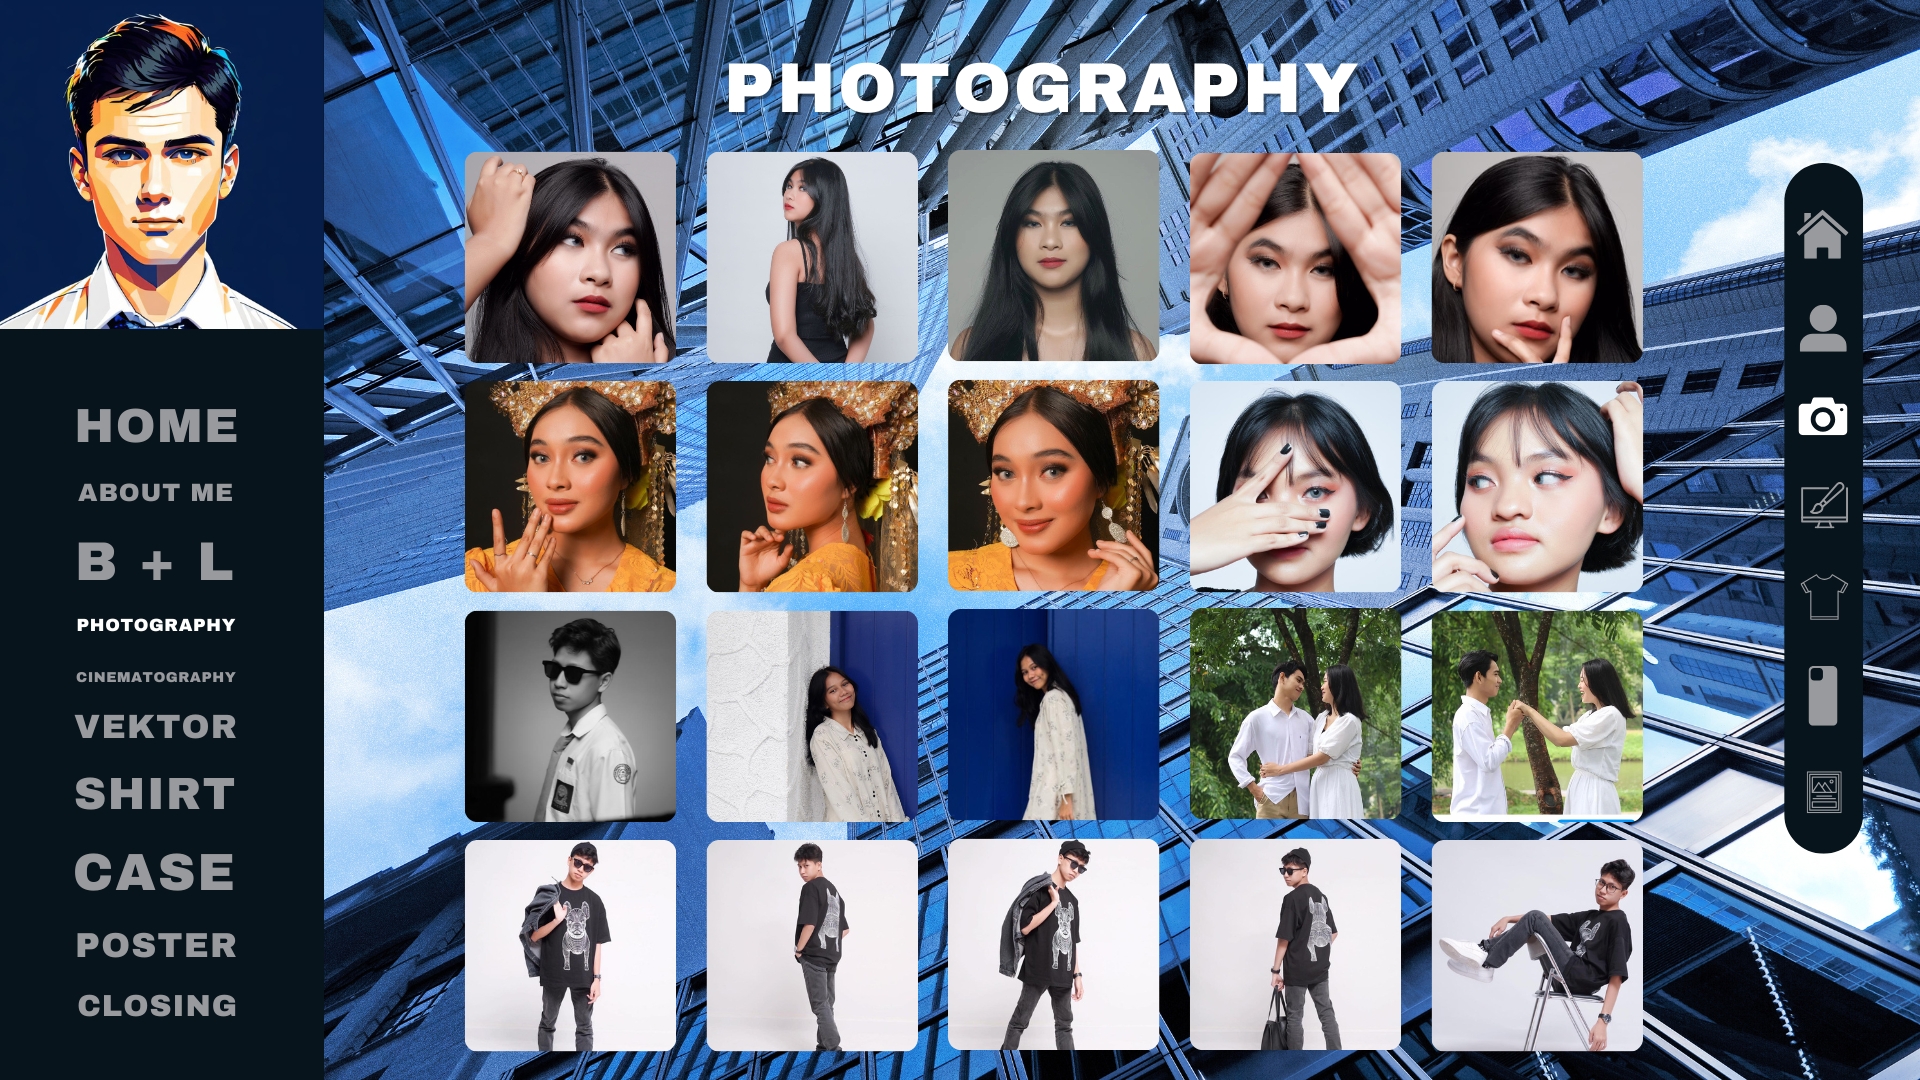 PHOTOGRAPHY
HOME
ABOUT ME
B + L
PHOTOGRAPHY
CINEMATOGRAPHY
VEKTOR
SHIRT
CASE
POSTER
CLOSING